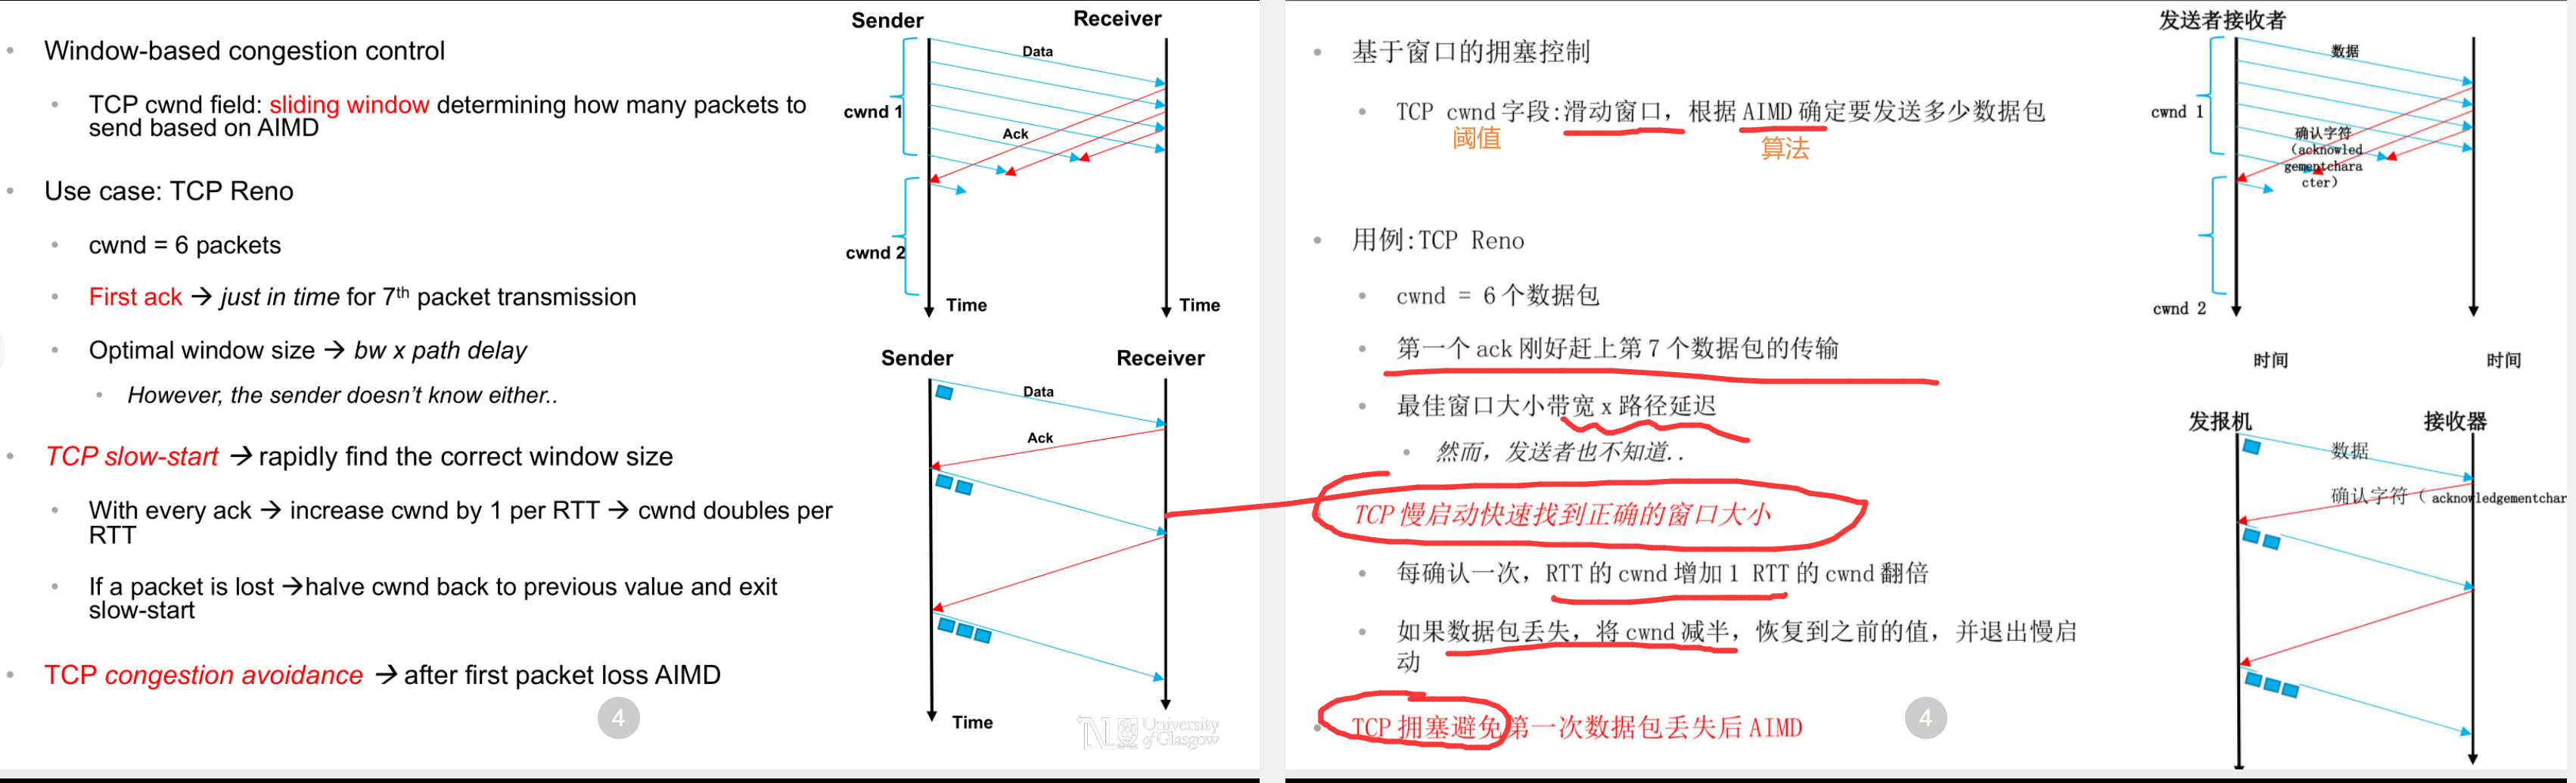 Sender Receiver
• Window-based congestion control
Data
• TCP cwnd field: sliding window determining how many packets to
send based on AIMD
cwnd 1
Ack
• Use case: TCP Reno
• cwnd = 6 packets
cwnd 2
• First ack → just in time for 7th packet transmission
Time Time
• Optimal window size → bw x path delay
• However, the sender doesn't know either..
Sender Receiver
Data
Ack
• TCP slow-start → rapidly find the correct window size
• With every ack → increase cwnd by 1 per RTT → cwnd doubles per
RTT
• If a packet is lost →halve cwnd back to previous value and exit
slow-start
• TCP congestion avoidance → after first packet loss AIMD
4
Time
University
of Glasgow
发送者接收者
• 基于窗口的拥塞控制
数据
• TCP cwnd 字段:滑动窗口，根据 AIMD 确定要发送多少数据包
阈值
算法
cwnd 1
确认字符
（acknowled
gementchara
cter）
• 用例:TCP Reno
• cwnd = 6 个数据包
cwnd 2
• 第一个 ack 刚好赶上第 7 个数据包的传输
时间 时间
• 最佳窗口大小带宽 x 路径延迟
• 然而，发送者也不知道..
发报机 接收器
数据
确认字符（ acknowledgementchar
• TCP 慢启动快速找到正确的窗口大小
• 每确认一次，RTT 的 cwnd 增加 1 RTT 的 cwnd 翻倍
• 如果数据包丢失，将 cwnd 减半，恢复到之前的值，并退出慢启
动
• TCP 拥塞避免第一次数据包丢失后 AIMD
4